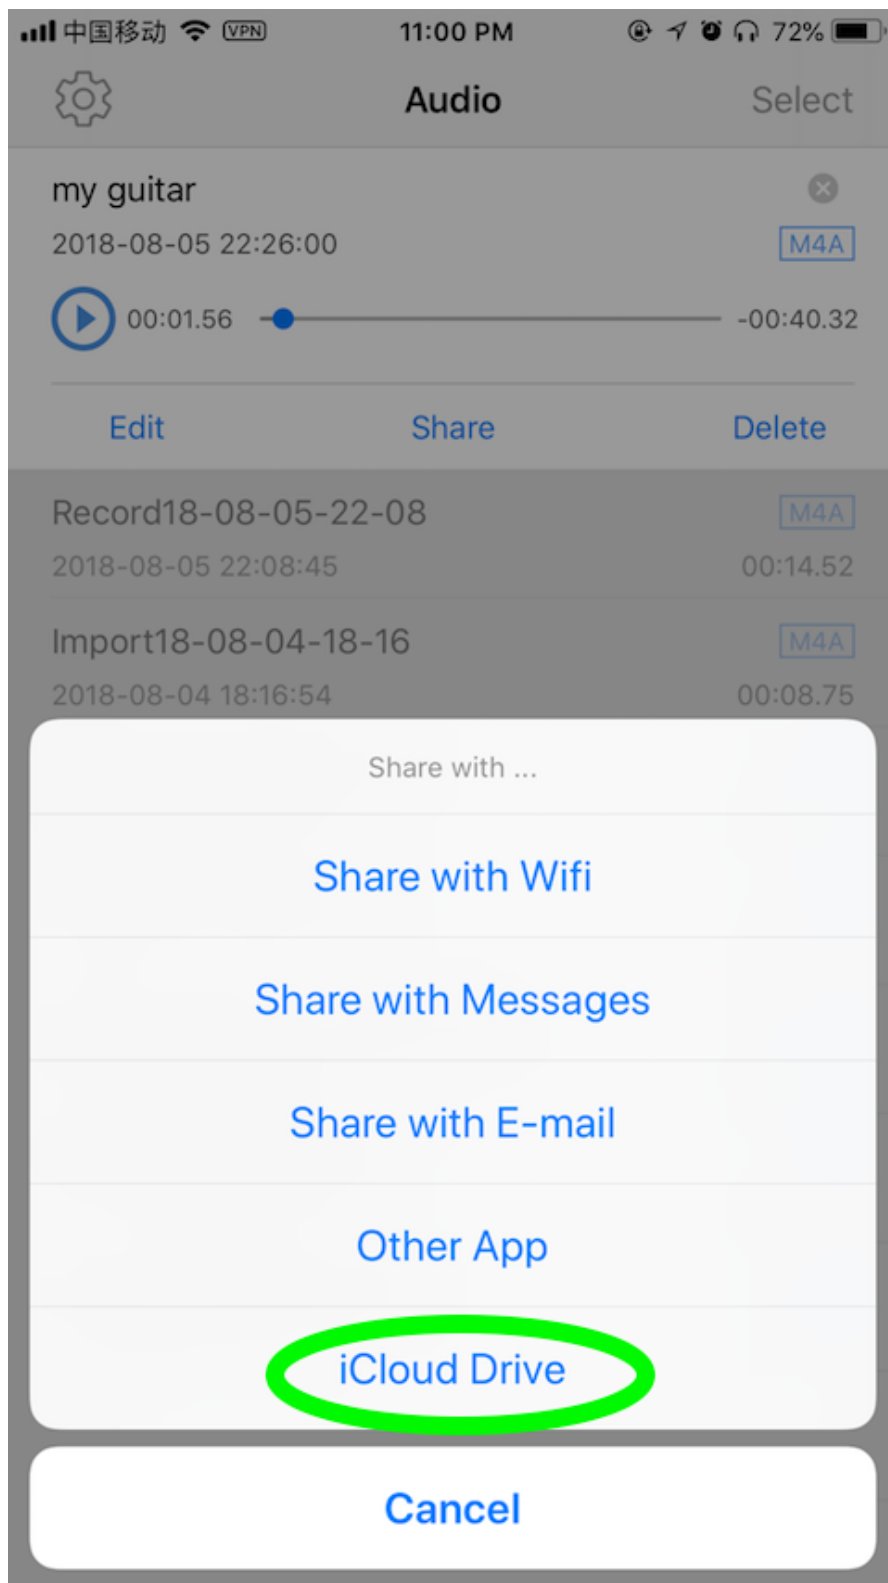 中国移动 VPN 11:00 PM 72%
Audio Select
my guitar
2018-08-05 22:26:00 M4A
00:01.56 -00:40.32
Edit Share Delete
Record18-08-05-22-08 M4A
2018-08-05 22:08:45 00:14.52
Import18-08-04-18-16 M4A
2018-08-04 18:16:54 00:08.75
Share with ...
Share with Wifi
Share with Messages
Share with E-mail
Other App
iCloud Drive
Cancel